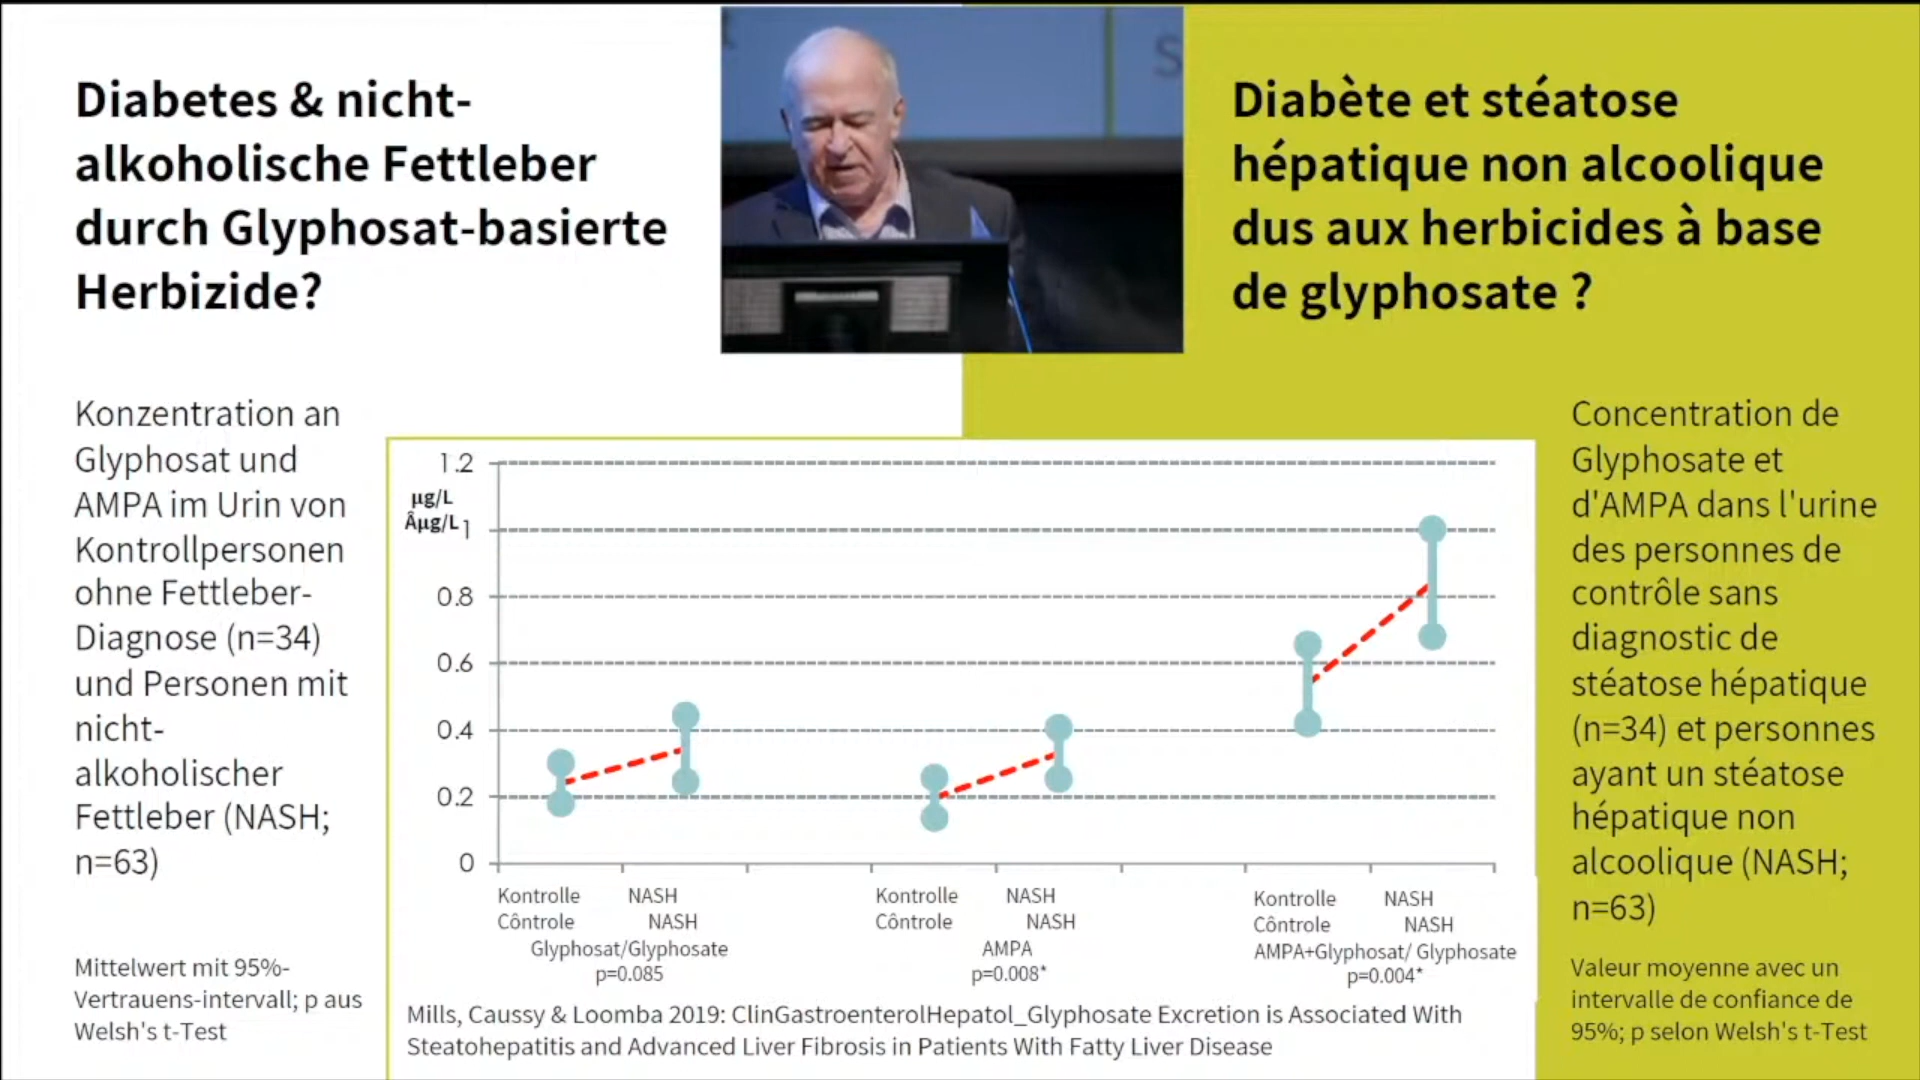 Diabetes & nicht-
alkoholische Fettleber
durch Glyphosat-basierte
Herbizide?
S
Diabète et stéatose
hépatique non alcoolique
dus aux herbicides à base
de glyphosate ?
Konzentration an
Glyphosat und
AMPA im Urin von
Kontrollpersonen
ohne Fettleber-
Diagnose (n=34)
und Personen mit
nicht-
alkoholischer
Fettleber (NASH;
n=63)
Mittelwert mit 95%-
Vertrauens-intervall; p aus
Welsh's t-Test
1.2
µg/L
Âµg/L
1
0.8
0.6
0.4
0.2
0
Kontrolle NASH
Côntrole NASH
Glyphosat/Glyphosate
p=0.085
Kontrolle NASH
Côntrole NASH
AMPA
p=0.008*
Kontrolle NASH
Côntrole NASH
AMPA+Glyphosat/ Glyphosate
p=0.004*
Mills, Caussy & Loomba 2019: ClinGastroenterolHepatol_Glyphosate Excretion is Associated With
Steatohepatitis and Advanced Liver Fibrosis in Patients With Fatty Liver Disease
Concentration de
Glyphosate et
d'AMPA dans l'urine
des personnes de
contrôle sans
diagnostic de
stéatose hépatique
(n=34) et personnes
ayant un stéatose
hépatique non
alcoolique (NASH;
n=63)
Valeur moyenne avec un
intervalle de confiance de
95%; p selon Welsh's t-Test